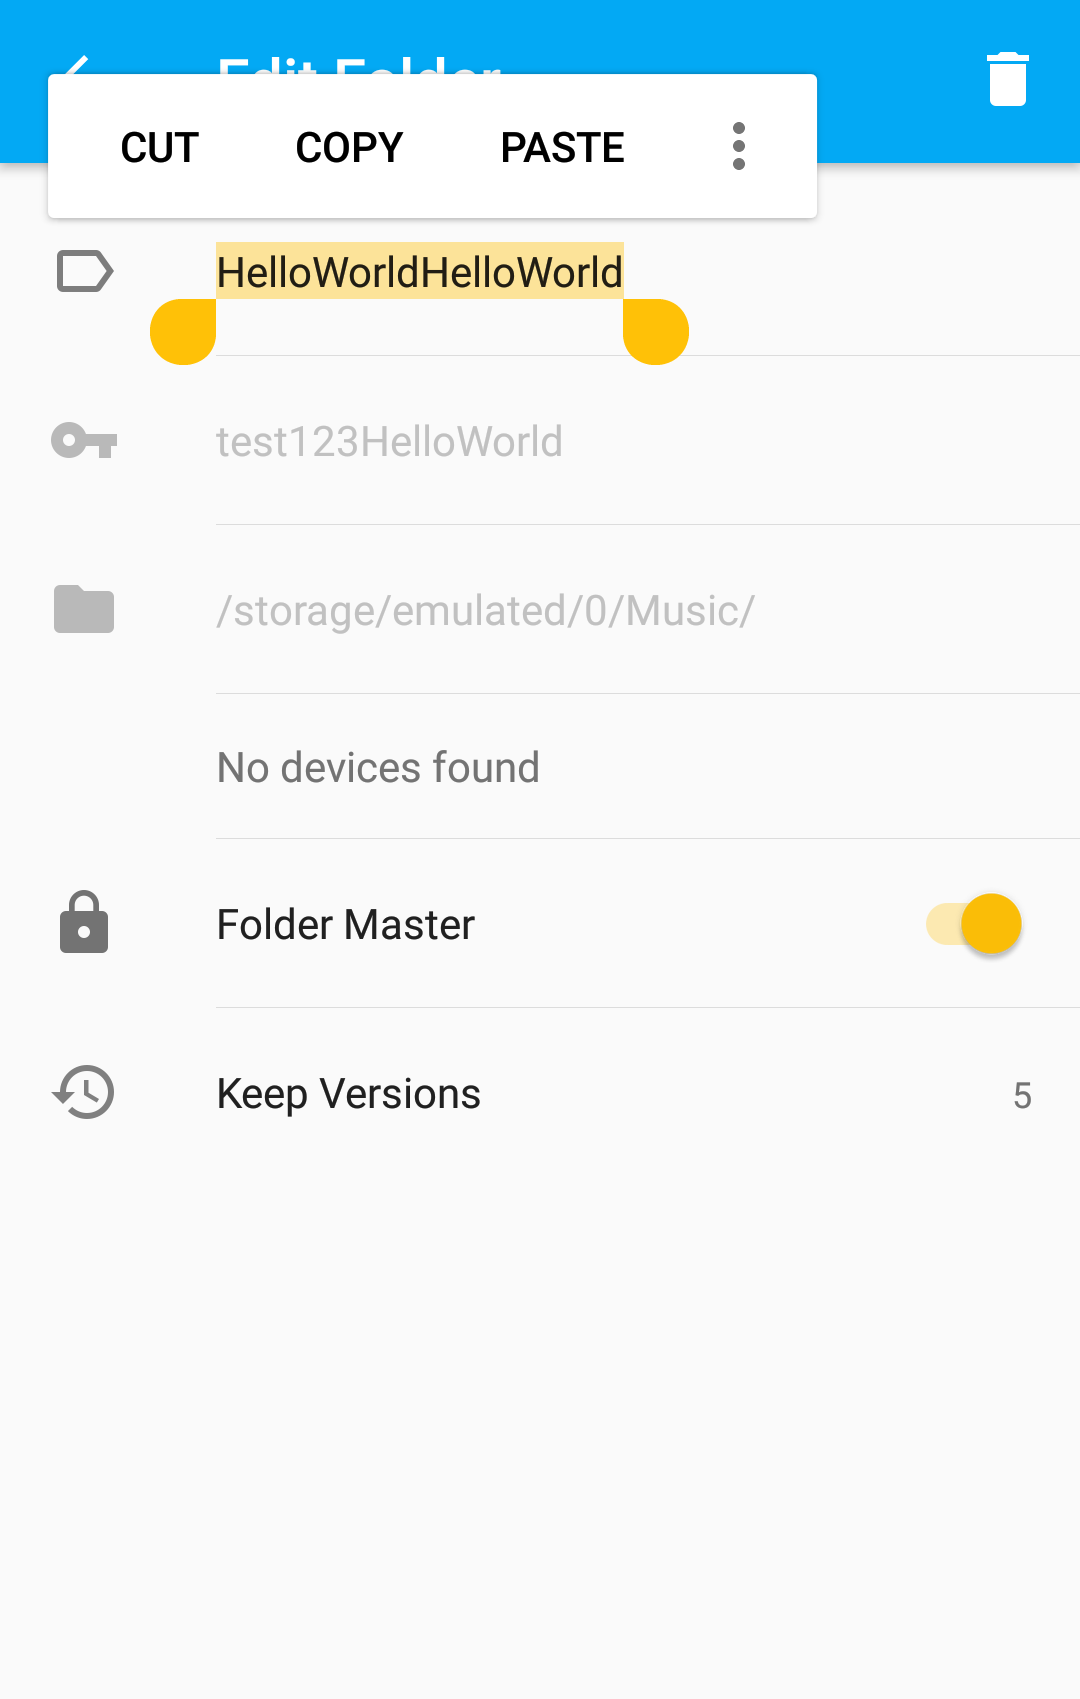 Edit Folder
CUT COPY PASTE
HelloWorldHelloWorld
test123HelloWorld
/storage/emulated/0/Music/
No devices found
Folder Master
Keep Versions 5